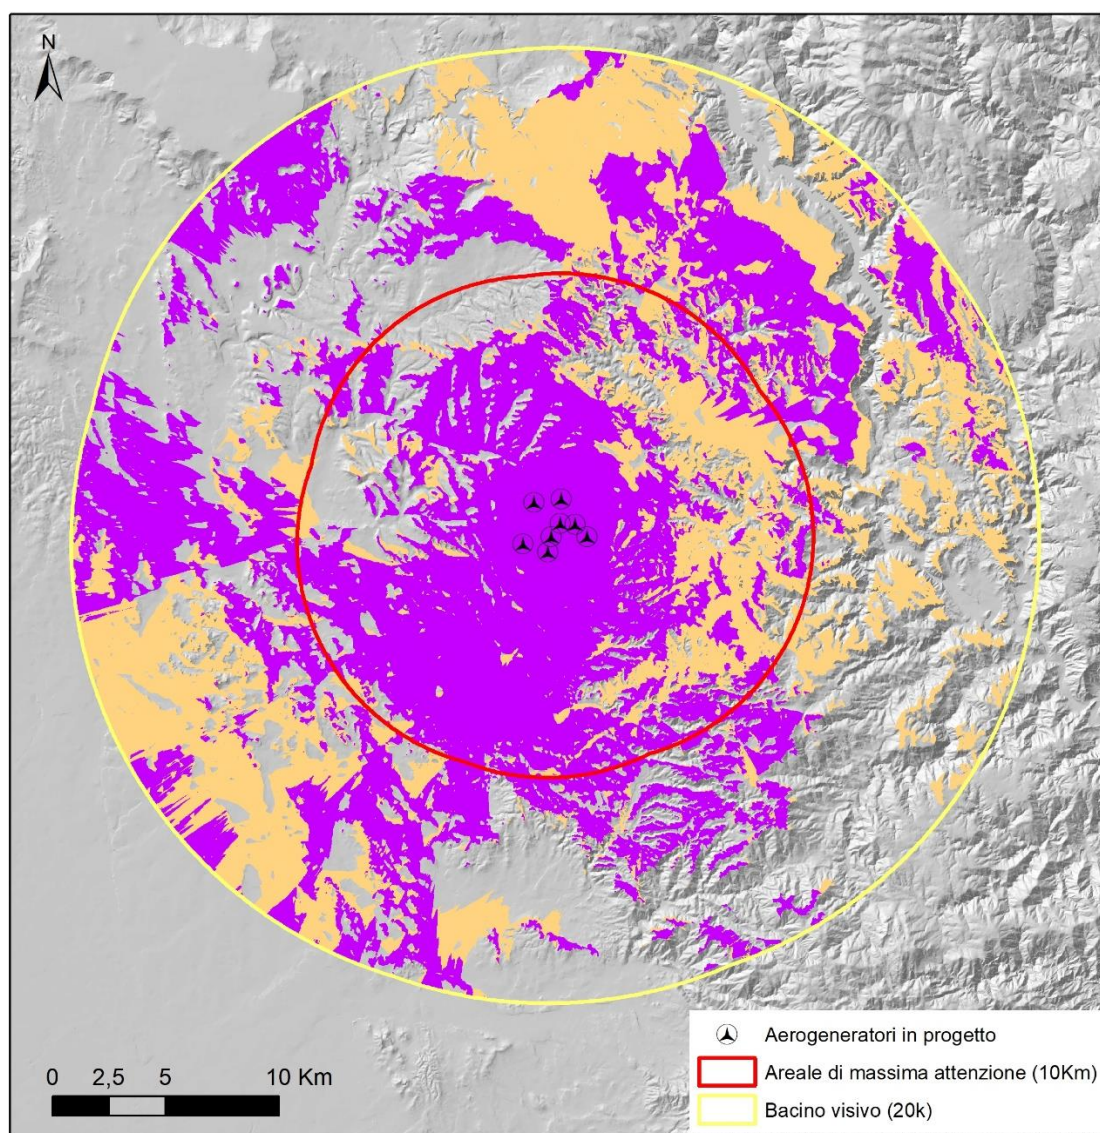 N
Aerogeneratori in progetto
0 2,5 5 10 Km
Areale di massima attenzione (10Km)
Bacino visivo (20k)